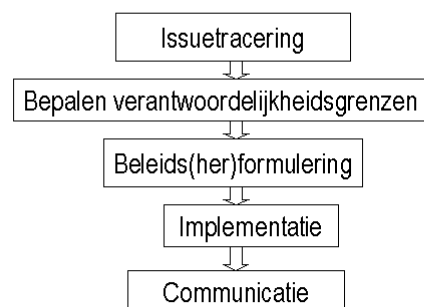 Issuetracering
Bepalen verantwoordelijkheidsgrenzen
Beleids(her)formulering
Implementatie
Communicatie